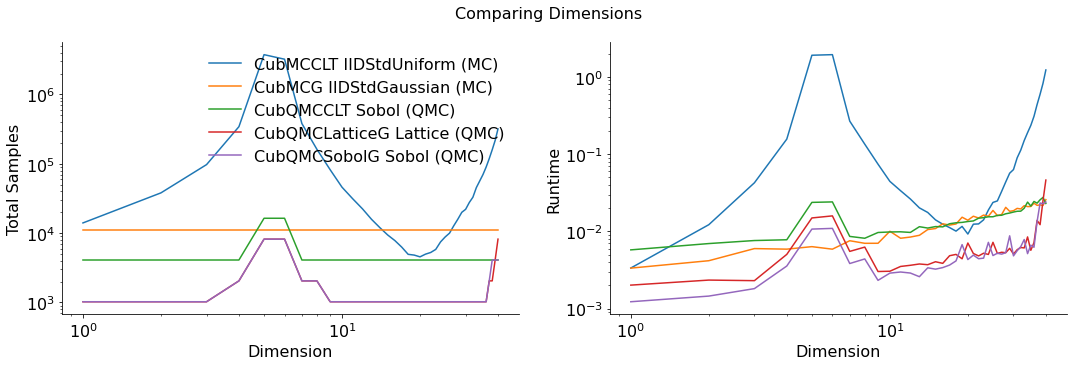 Comparing Dimensions
CubMCCLT IIDStdUniform (MC)
CubMCG IIDStdGaussian (MC)
CubQMCCLT Sobol (QMC)
CubQMCLatticeG Lattice (QMC)
CubQMCSobolG Sobol (QMC)
Total Samples
10^6
10^5
10^4
10^3
10^0
10^1
Dimension
Runtime
10^0
10^−1
10^−2
10^−3
10^0
10^1
Dimension